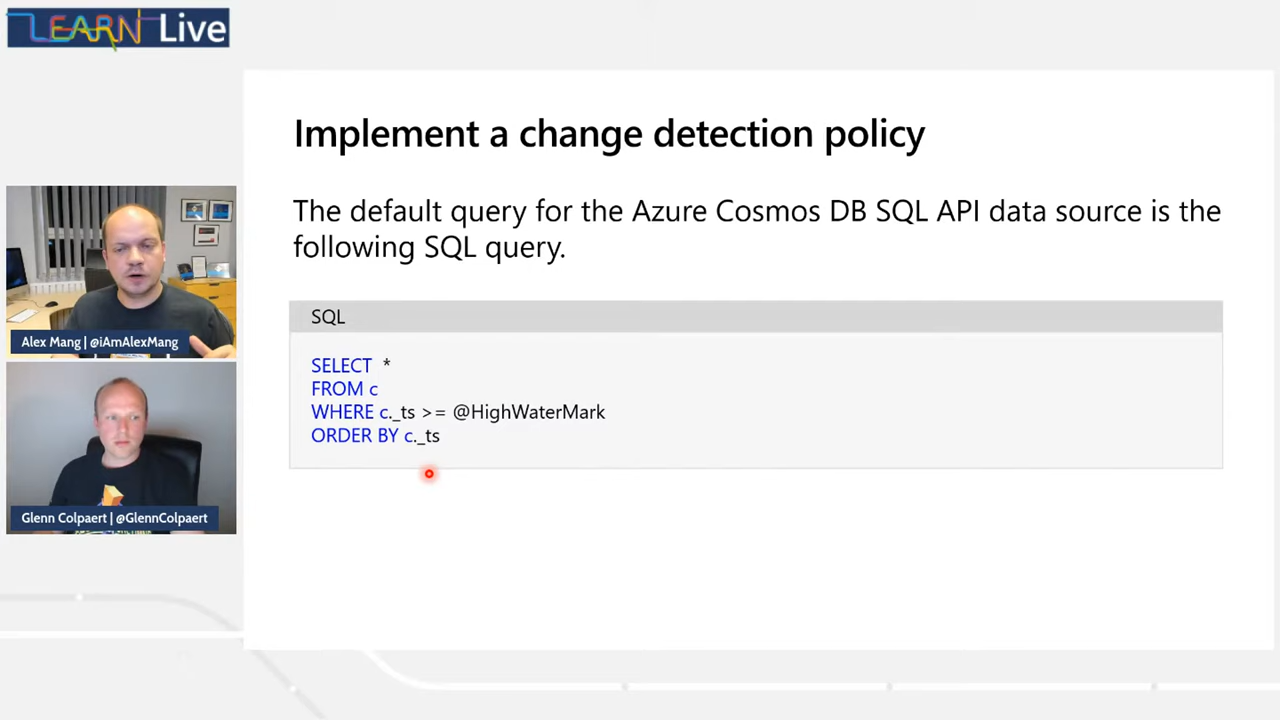 LEARN Live
Implement a change detection policy
The default query for the Azure Cosmos DB SQL API data source is the
following SQL query.
SQL
SELECT *
FROM c
WHERE c._ts >= @HighWaterMark
ORDER BY c._ts
Alex Mang | @iAmAlexMang
Glenn Colpaert | @GlennColpaert